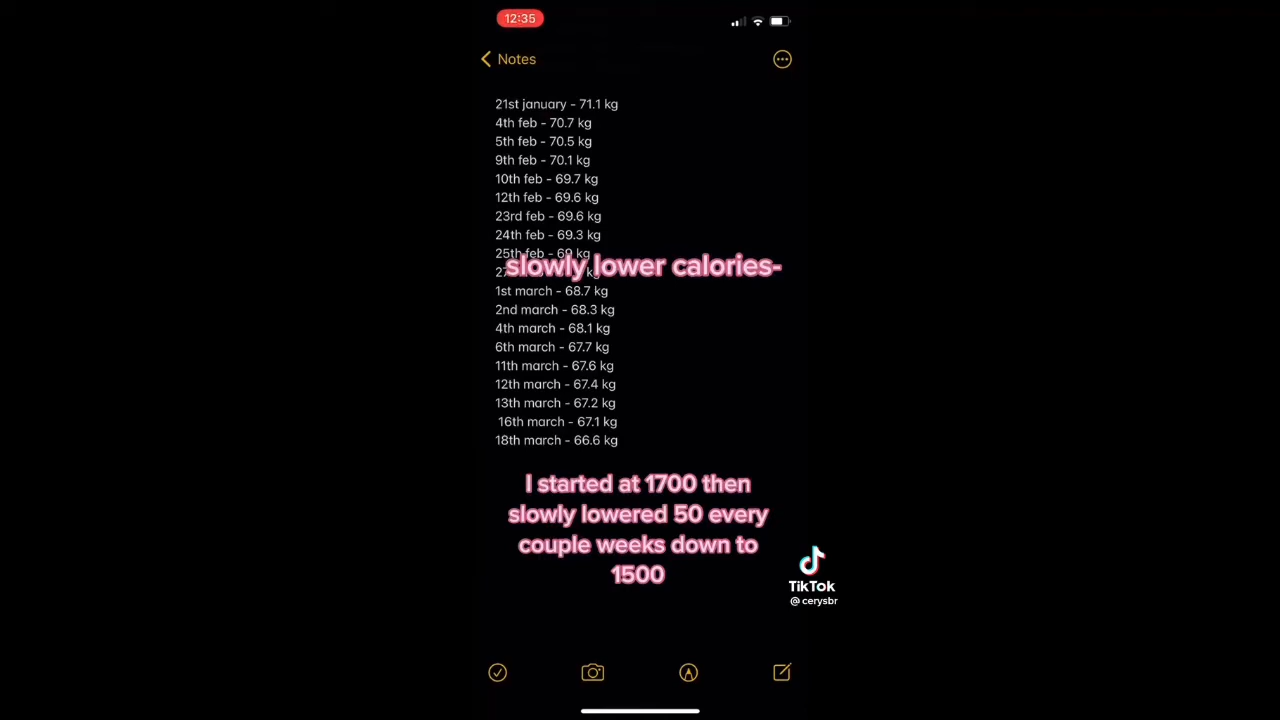 12:35
Notes
21st january - 71.1 kg
4th feb - 70.7 kg
5th feb - 70.5 kg
9th feb - 70.1 kg
10th feb - 69.7 kg
12th feb - 69.6 kg
23rd feb - 69.6 kg
24th feb - 69.3 kg
25th feb - 69 kg
slowly lower calories-
1st march - 68.7 kg
2nd march - 68.3 kg
4th march - 68.1 kg
6th march - 67.7 kg
11th march - 67.6 kg
12th march - 67.4 kg
13th march - 67.2 kg
16th march - 67.1 kg
18th march - 66.6 kg
I started at 1700 then
slowly lowered 50 every
couple weeks down to
1500
TikTok
@cerysbr